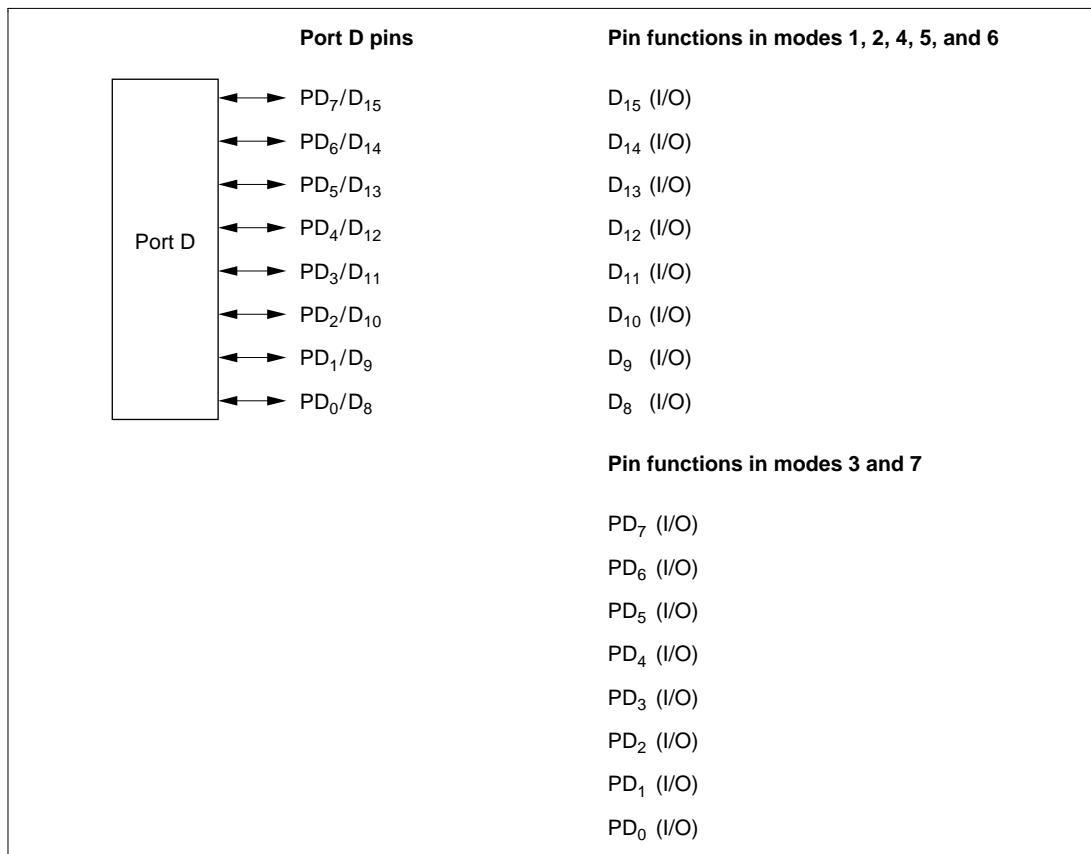 Port D pins Pin functions in modes 1, 2, 4, 5, and 6
PD7/D15 D15 (I/O)
PD6/D14 D14 (I/O)
PD5/D13 D13 (I/O)
PD4/D12 D12 (I/O)
Port D
PD3/D11 D11 (I/O)
PD2/D10 D10 (I/O)
PD1/D9 D9 (I/O)
PD0/D8 D8 (I/O)
Pin functions in modes 3 and 7
PD7 (I/O)
PD6 (I/O)
PD5 (I/O)
PD4 (I/O)
PD3 (I/O)
PD2 (I/O)
PD1 (I/O)
PD0 (I/O)